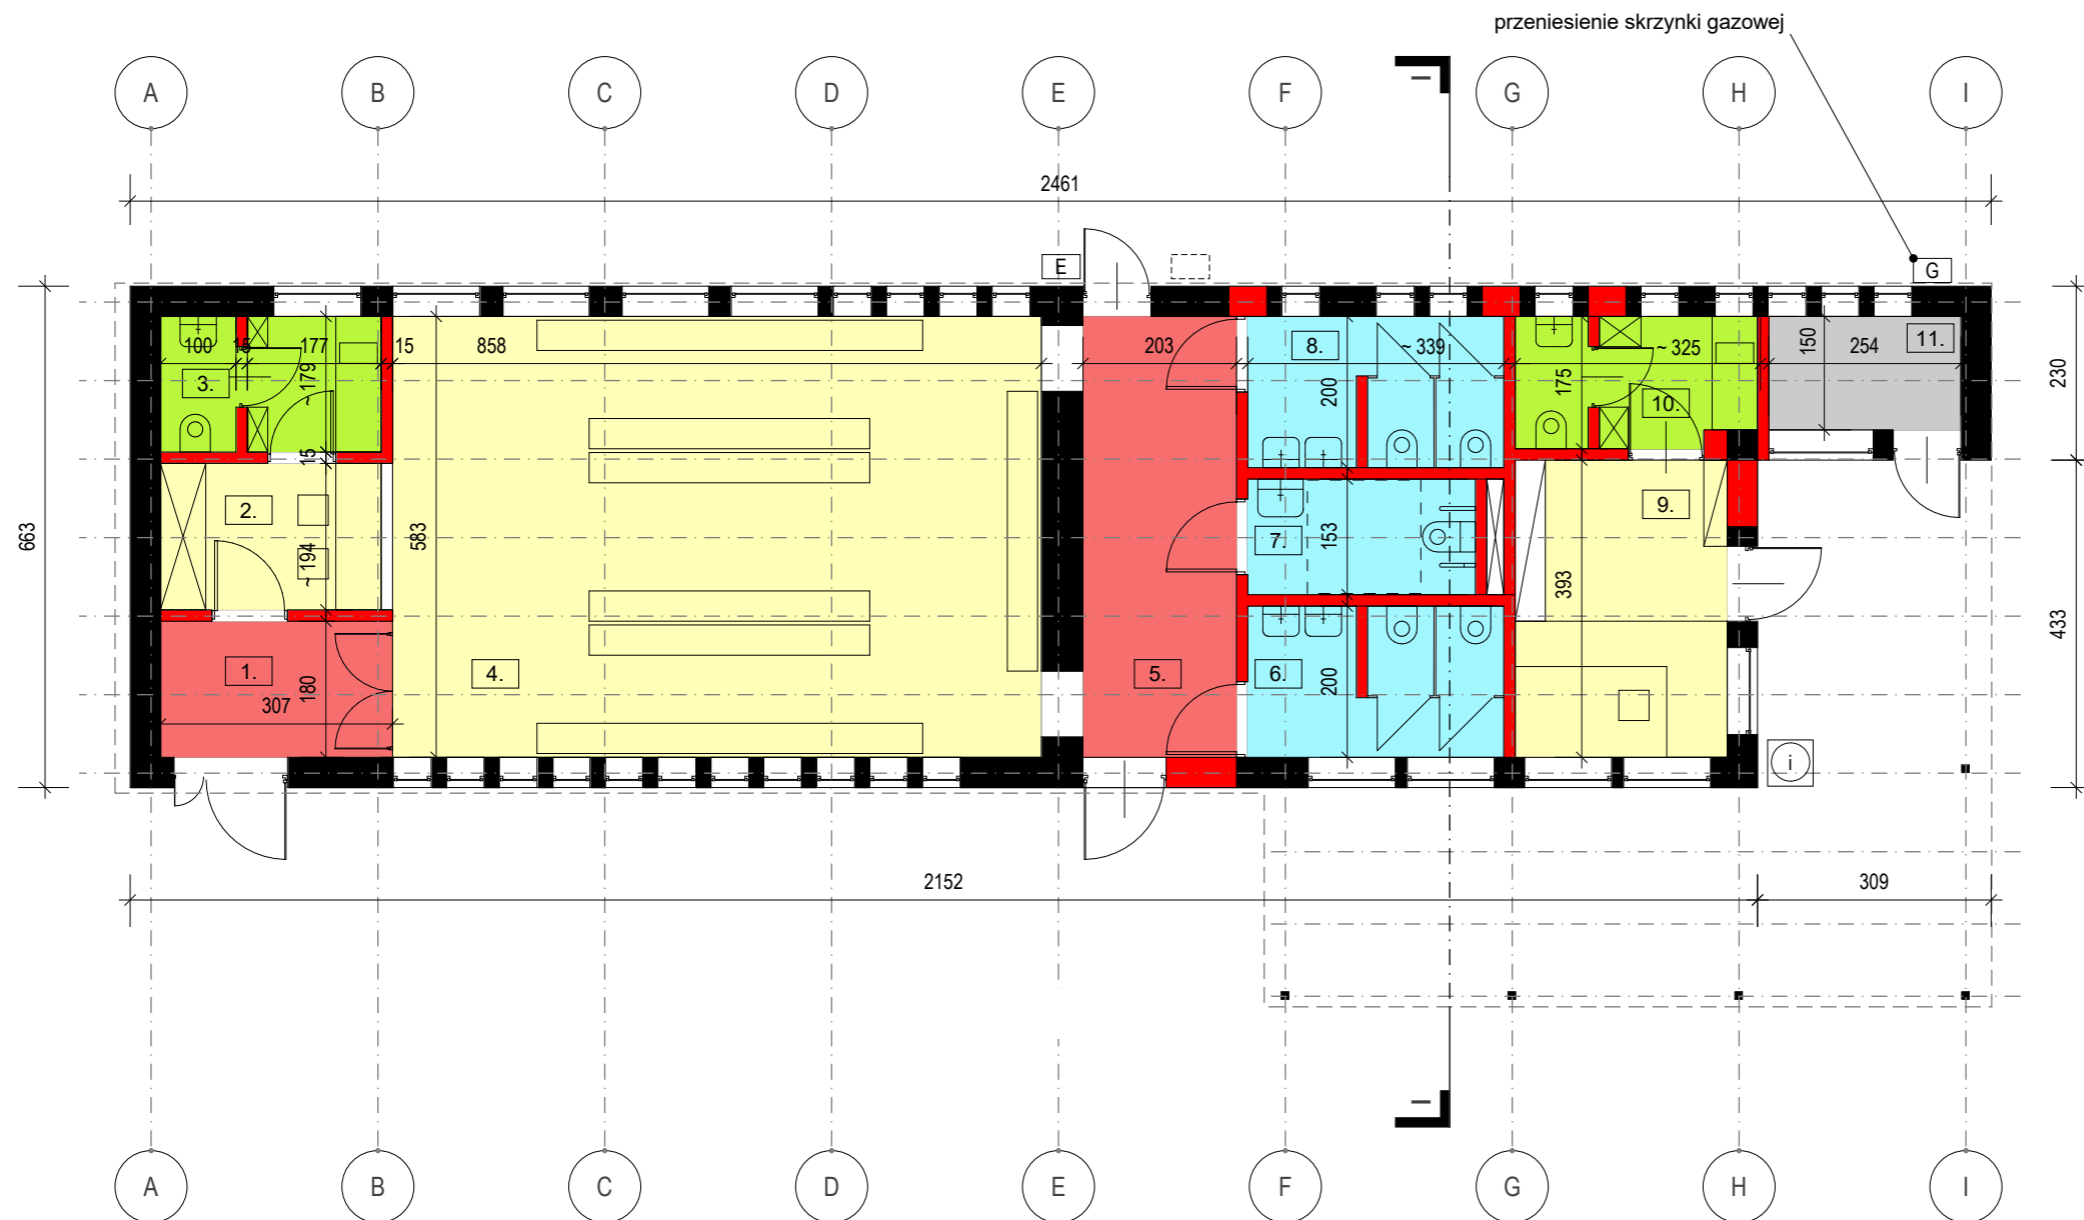 przeniesienie skrzynki gazowej
A B C D E F G H I
2461
E
G
100 15 177 15 858 203 8. ~ 339 ~ 325 150 254 11.
3. ~ 179 200 175 10. 230
15
2. 9.
663 ~ 194 583 7. 153 393 433
1. 180 4. 5. 6. 200
307
i
2152 309
A B C D E F G H I